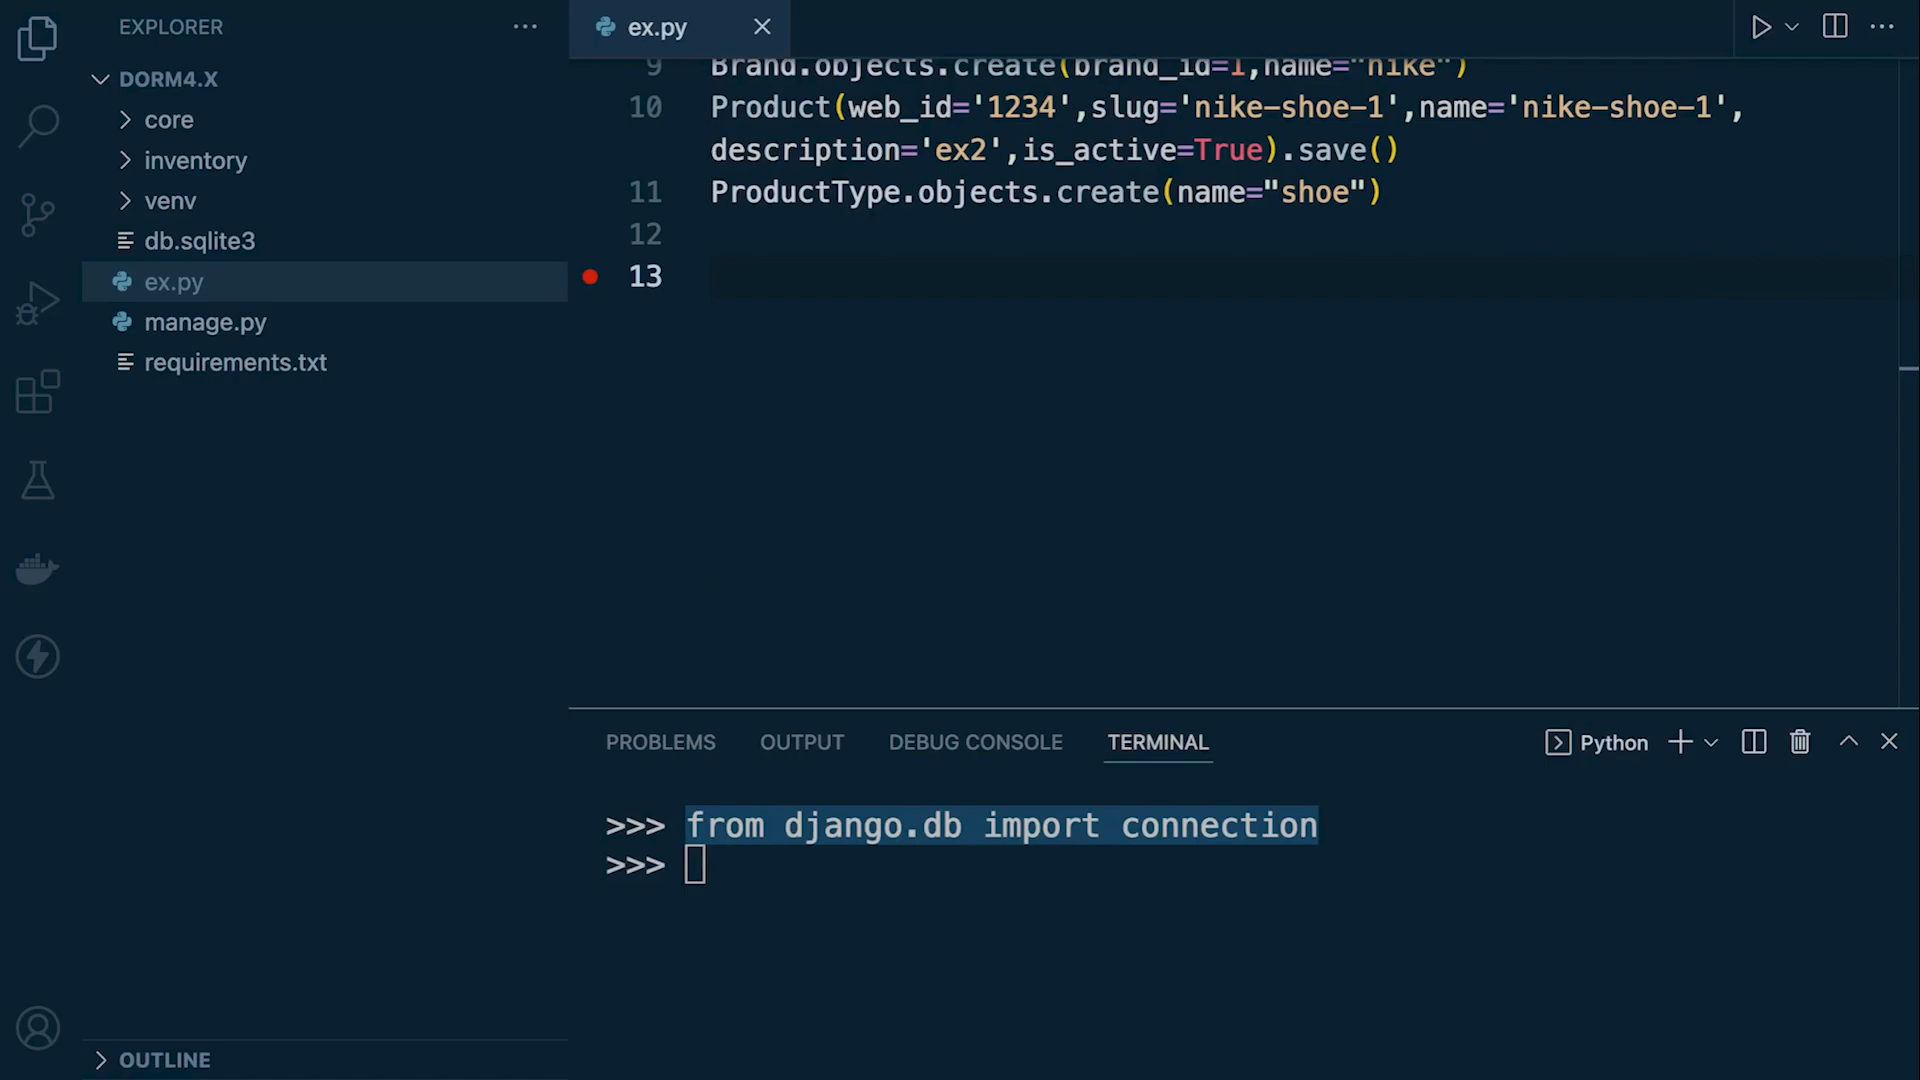 EXPLORER
DORM4.X
core
inventory
venv
db.sqlite3
ex.py
manage.py
requirements.txt
OUTLINE
ex.py
9 Brand.objects.create(brand_id=1,name="nike")
10 Product(web_id='1234',slug='nike-shoe-1',name='nike-shoe-1',
description='ex2',is_active=True).save()
11 ProductType.objects.create(name="shoe")
12
13
PROBLEMS OUTPUT DEBUG CONSOLE TERMINAL Python
>>> from django.db import connection
>>>